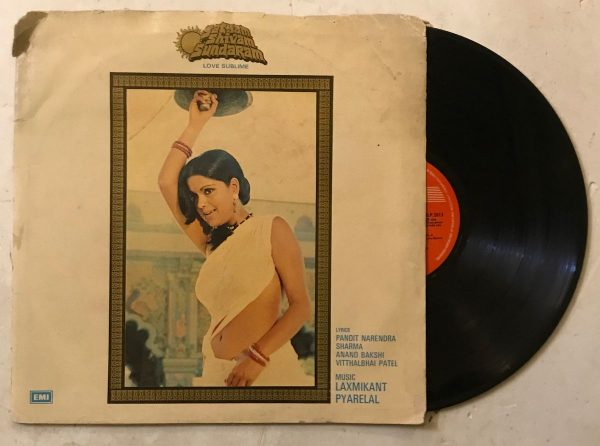 Satyam
Shivam
Sundaram
LOVE SUBLIME
LYRICS
PANDIT NARENDRA
SHARMA
ANAND BAKSHI
VITTHALBHAI PATEL
MUSIC
LAXMIKANT
PYARELAL
EMI